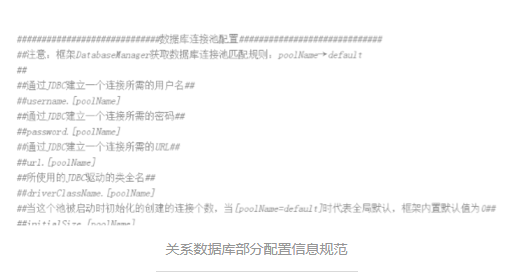 #############################数据库连接池配置#############################
##注意：框架DatabaseManager获取数据库连接池匹配规则：poolName→default
##
##通过JDBC建立一个连接所需的用户名##
##username.[poolName]
##通过JDBC建立一个连接所需的密码##
##password.[poolName]
##通过JDBC建立一个连接所需的URL##
##url.[poolName]
##所使用的JDBC驱动的类全名##
##driverClassName.[poolName]
##当这个池被启动时初始化的创建的连接个数，当[poolName=default]时代表全局默认，框架内置默认值为0##
##initialSize.[poolName]
关系数据库部分配置信息规范